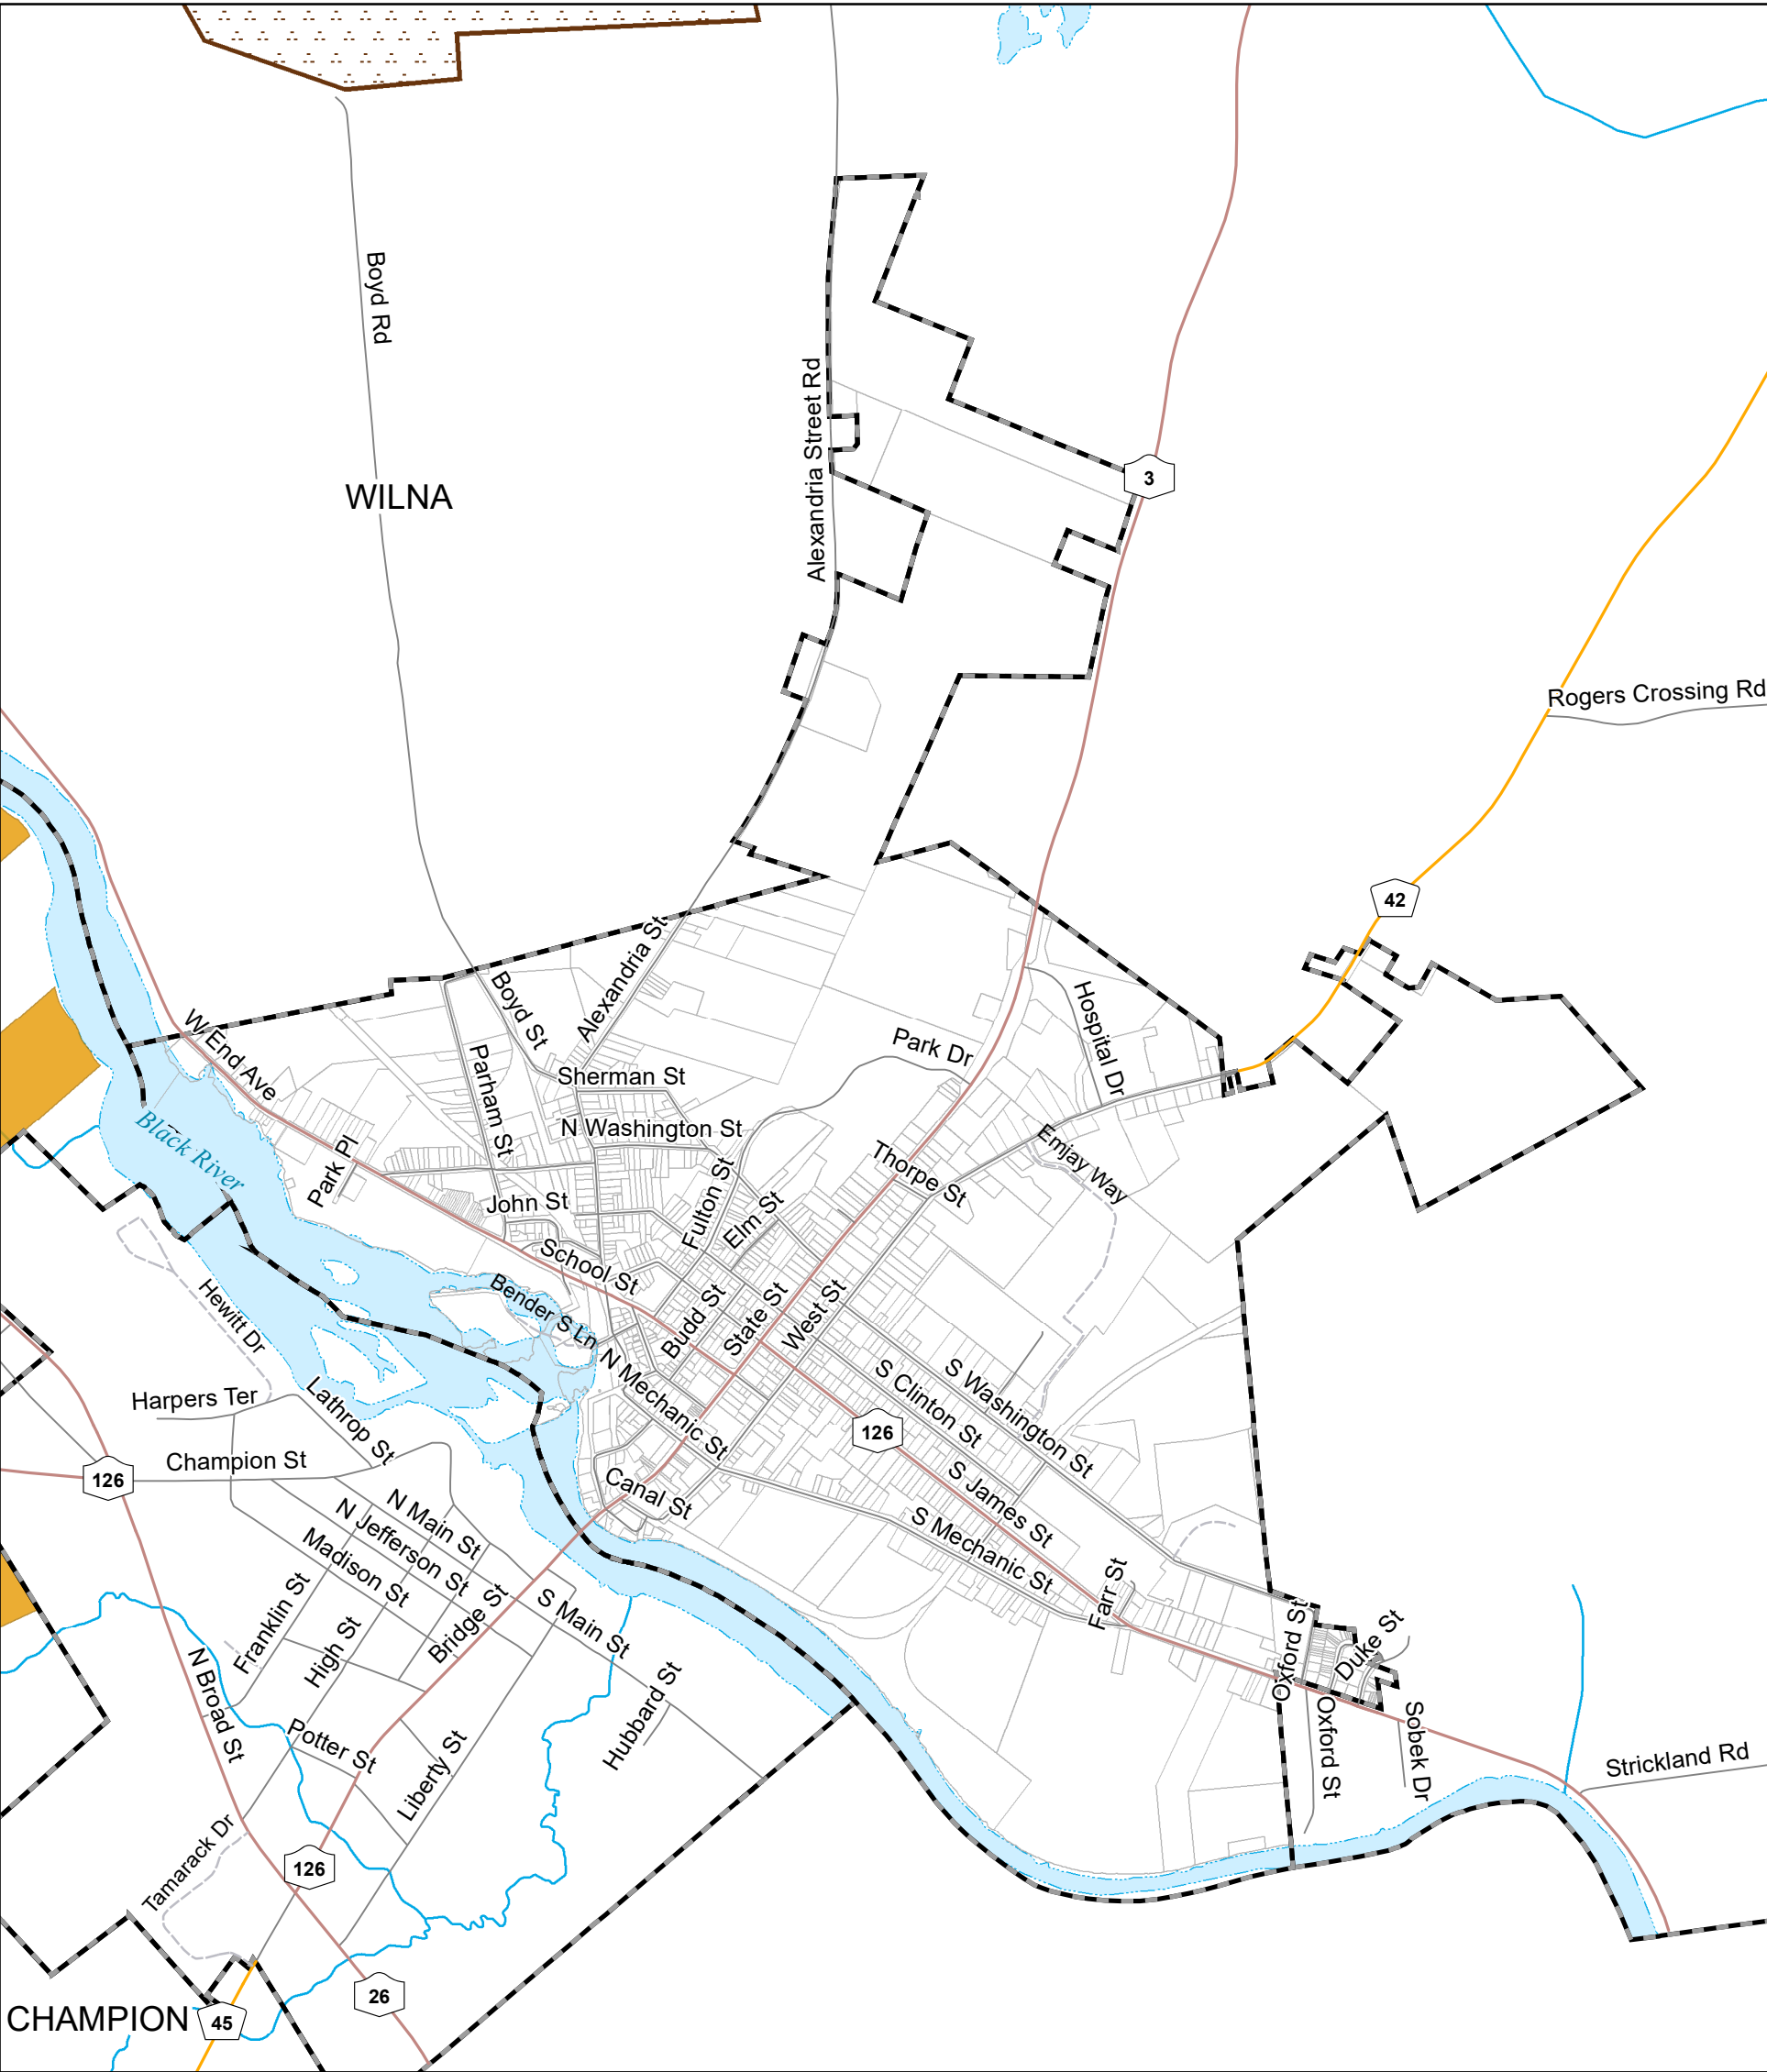 Boyd Rd
Alexandria Street Rd
WILNA
3
Rogers Crossing Rd
42
Alexandria St
Boyd St
Hospital Dr
W End Ave
Park Dr
Parham St
Sherman St
Black River
N Washington St
Emjay Way
Park Pl
Thorpe St
Fulton St
John St
Elm St
School St
Hewitt Dr
Bender S Ln
Budd St
State St
West St
N Mechanic St
Harpers Ter
Lathrop St
S Clinton St
S Washington St
126
Champion St
126
Canal St
N Main St
N Jefferson St
Madison St
S James St
S Mechanic St
Franklin St
High St
Bridge St
S Main St
Farr St
Oxford St
Duke St
N Broad St
Hubbard St
Potter St
Liberty St
Oxford St
Sobek Dr
Strickland Rd
Tamarack Dr
126
26
CHAMPION
45